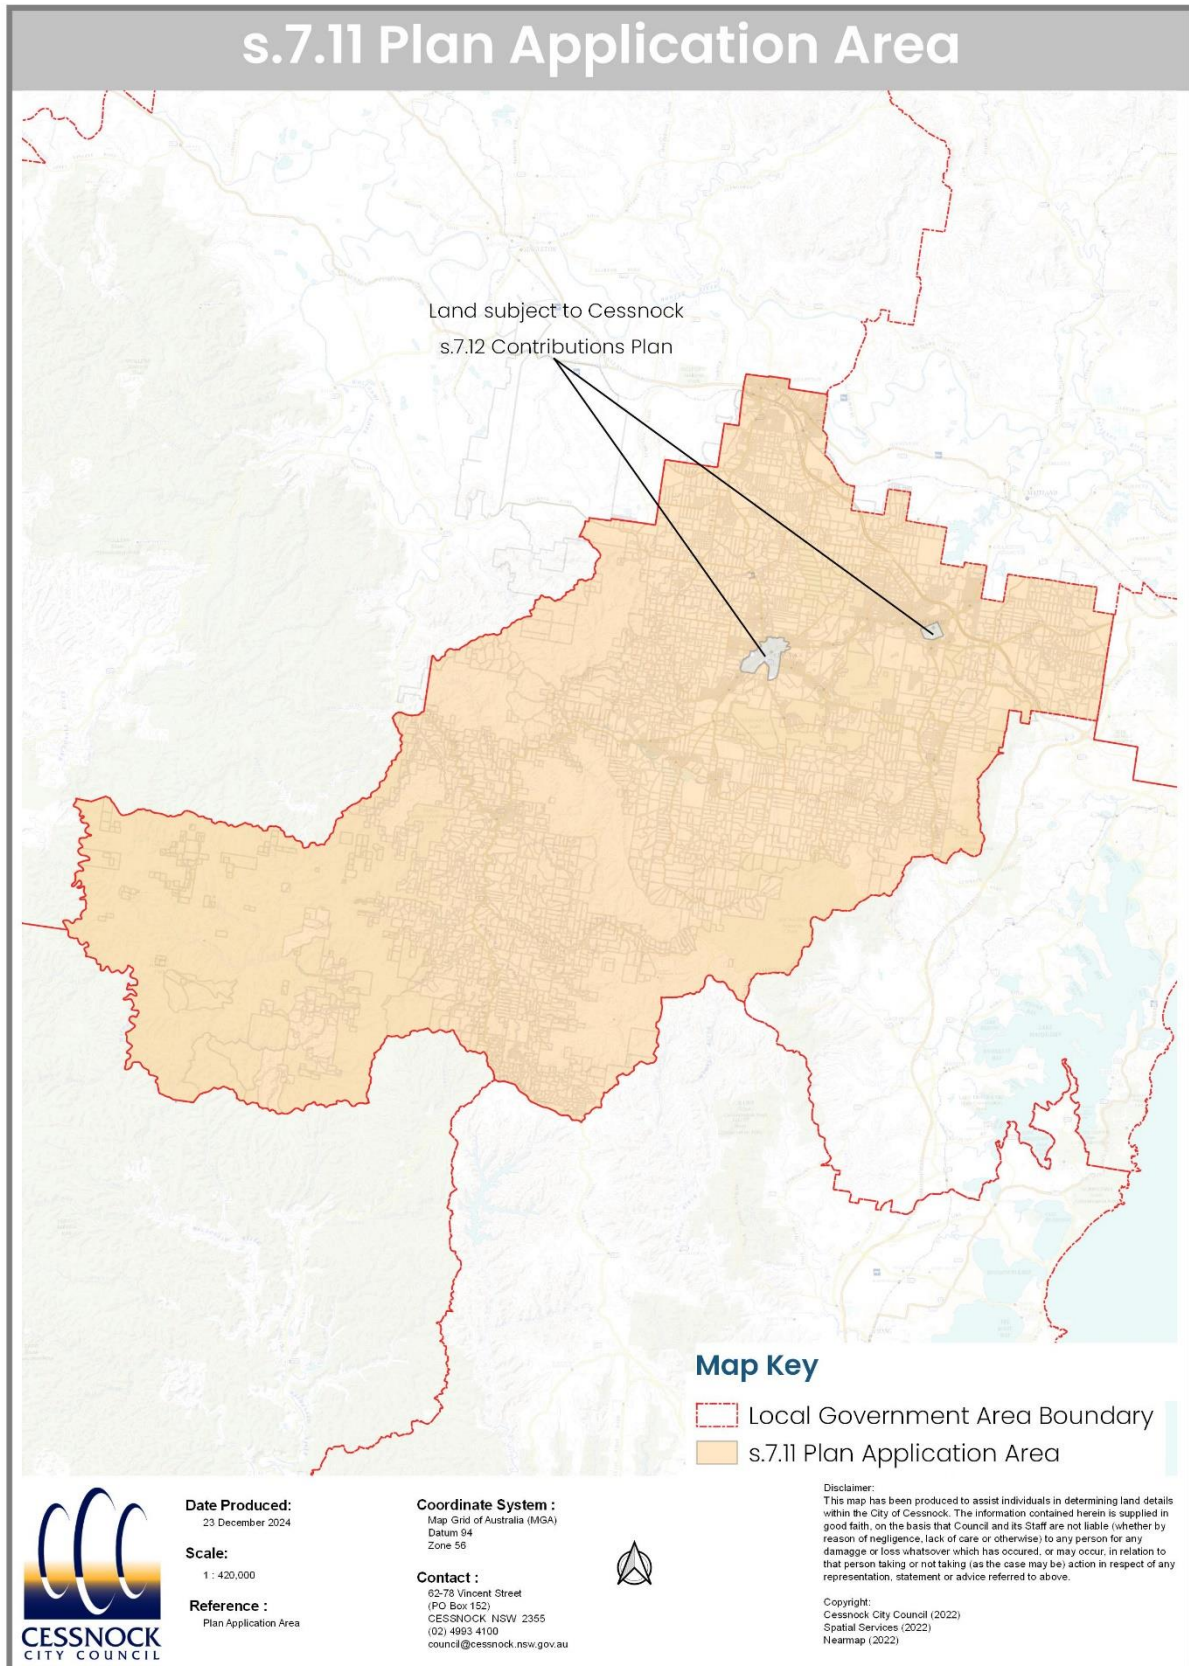 s.7.11 Plan Application Area
Land subject to Cessnock
s.7.12 Contributions Plan
Map Key
Local Government Area Boundary
s.7.11 Plan Application Area
CESSNOCK
CITY COUNCIL
Date Produced:
23 December 2024
Scale:
1 : 420,000
Reference :
Plan Application Area
Coordinate System :
Map Grid of Australia (MGA)
Datum 94
Zone 56
Contact :
62-78 Vincent Street
(PO Box 152)
CESSNOCK NSW 2355
(02) 4993 4100
council@cessnock.nsw.gov.au
Disclaimer:
This map has been produced to assist individuals in determining land details
within the City of Cessnock. The information contained herein is supplied in
good faith, on the basis that Council and its Staff are not liable (whether by
reason of negligence, lack of care or otherwise) to any person for any
damagge or loss whatsover which has occured, or may occur, in relation to
that person taking or not taking (as the case may be) action in respect of any
representation, statement or advice referred to above.
Copyright:
Cessnock City Council (2022)
Spatial Services (2022)
Nearmap (2022)